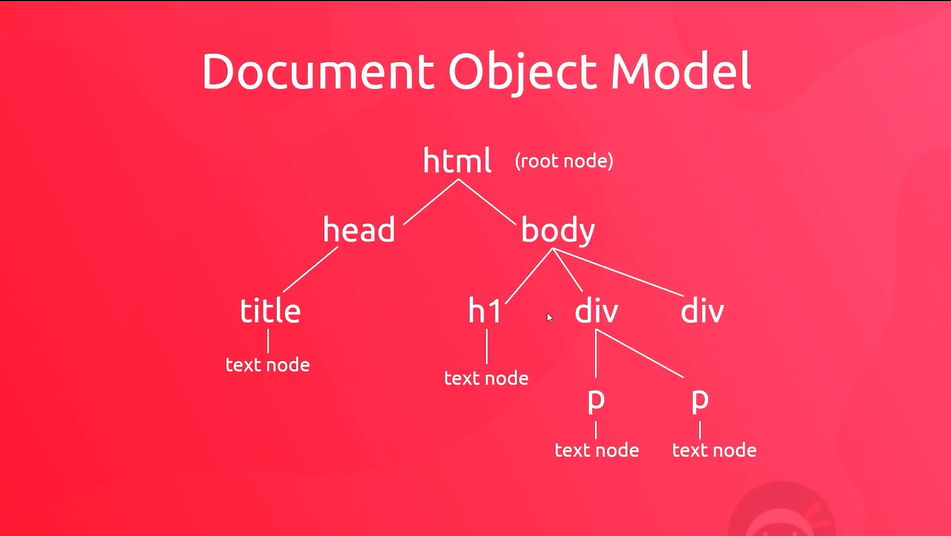 Document Object Model
html (root node)
head body
title h1 div div
text node
text node
p p
text node text node